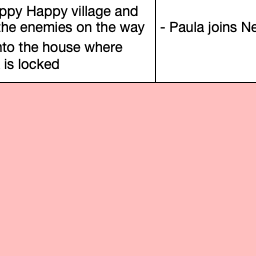 ppy Happy village and
the enemies on the way
nto the house where
is locked
- Paula joins Ne